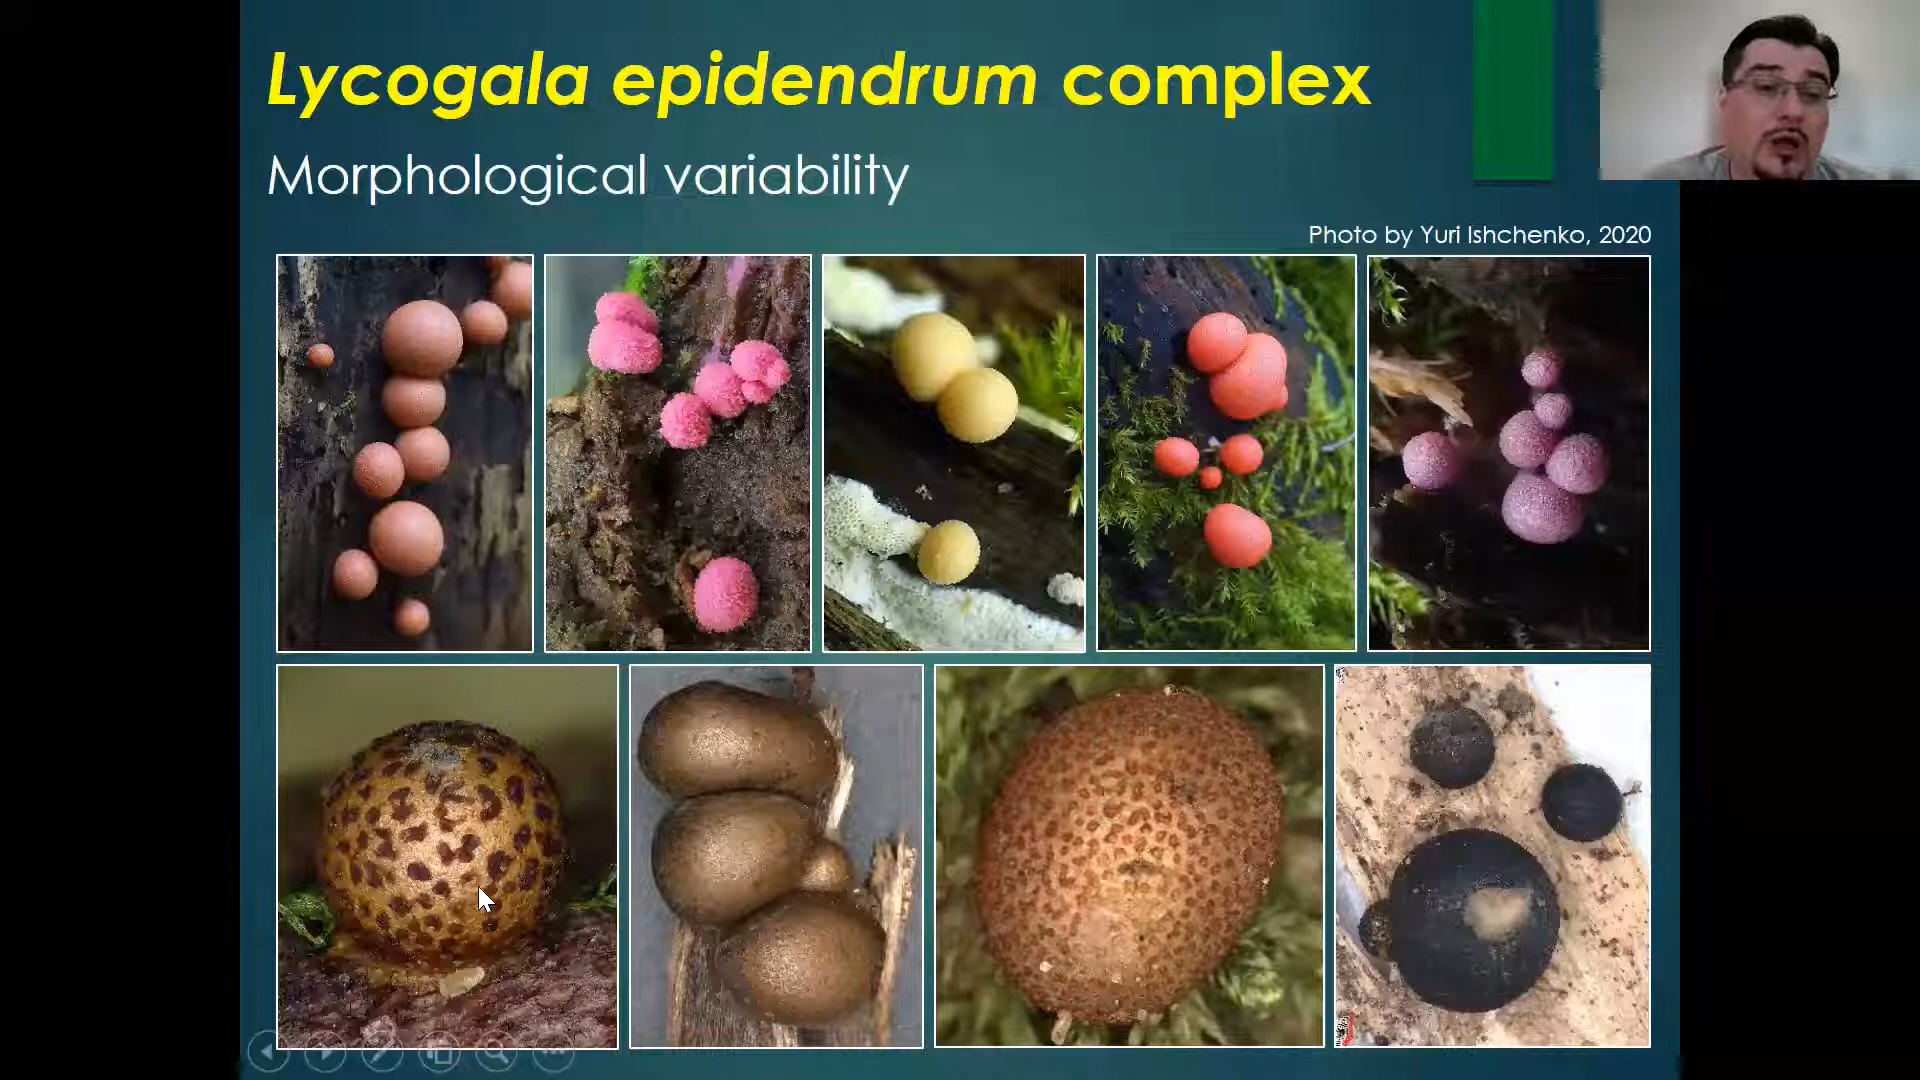 Lycogala epidendrum complex
Morphological variability
Photo by Yuri Ishchenko, 2020